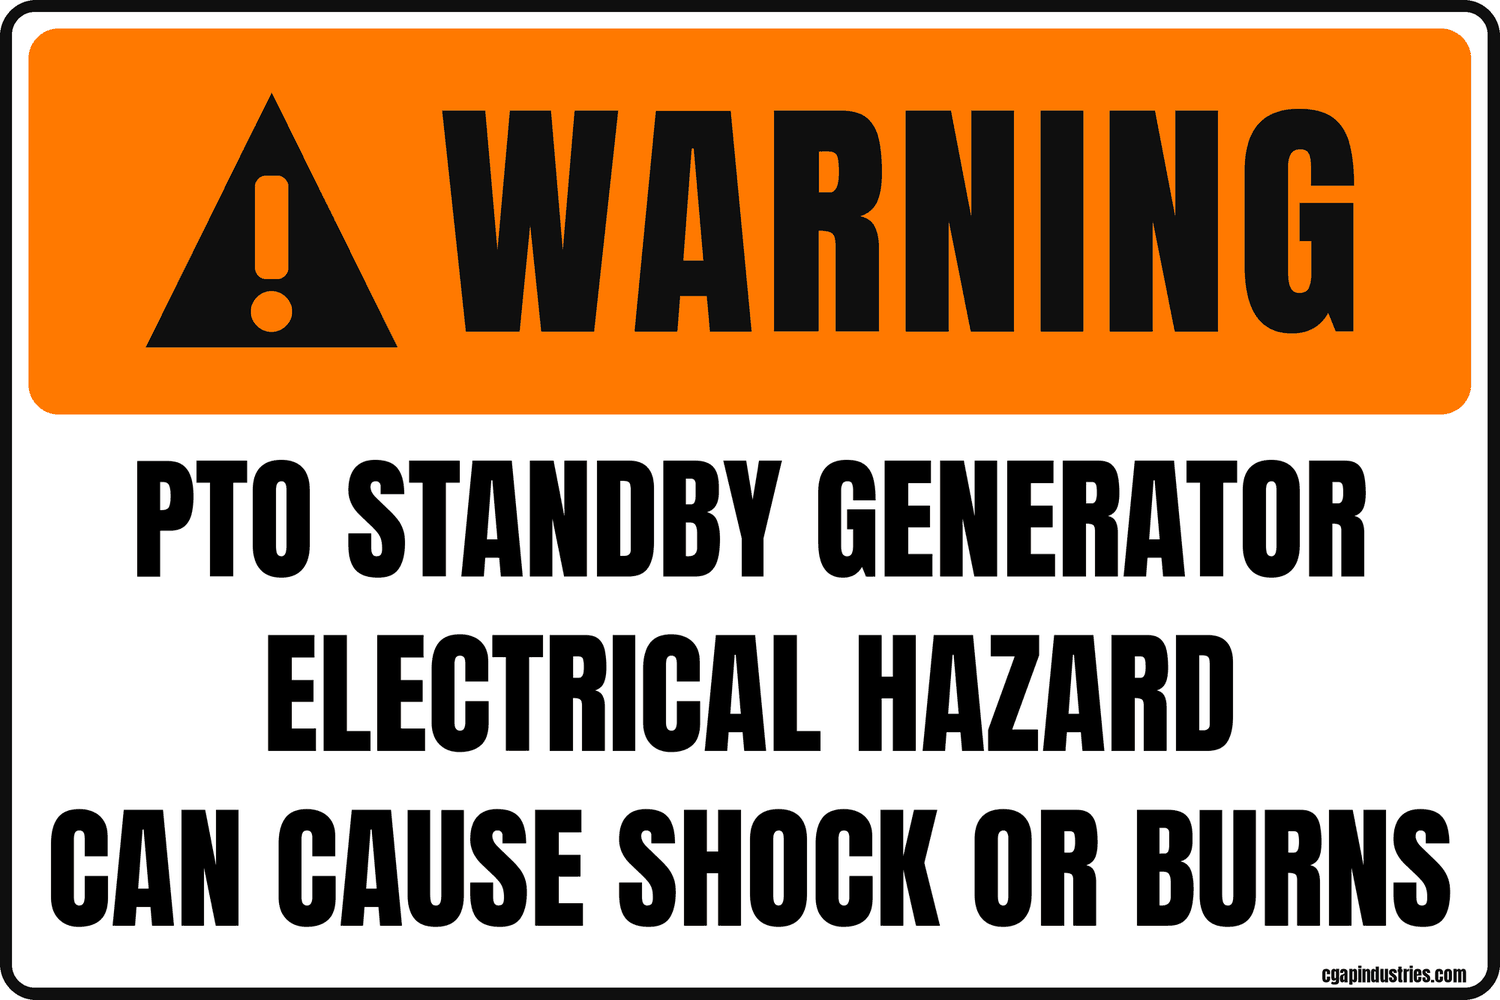 WARNING
PTO STANDBY GENERATOR
ELECTRICAL HAZARD
CAN CAUSE SHOCK OR BURNS
cgapindustries.com